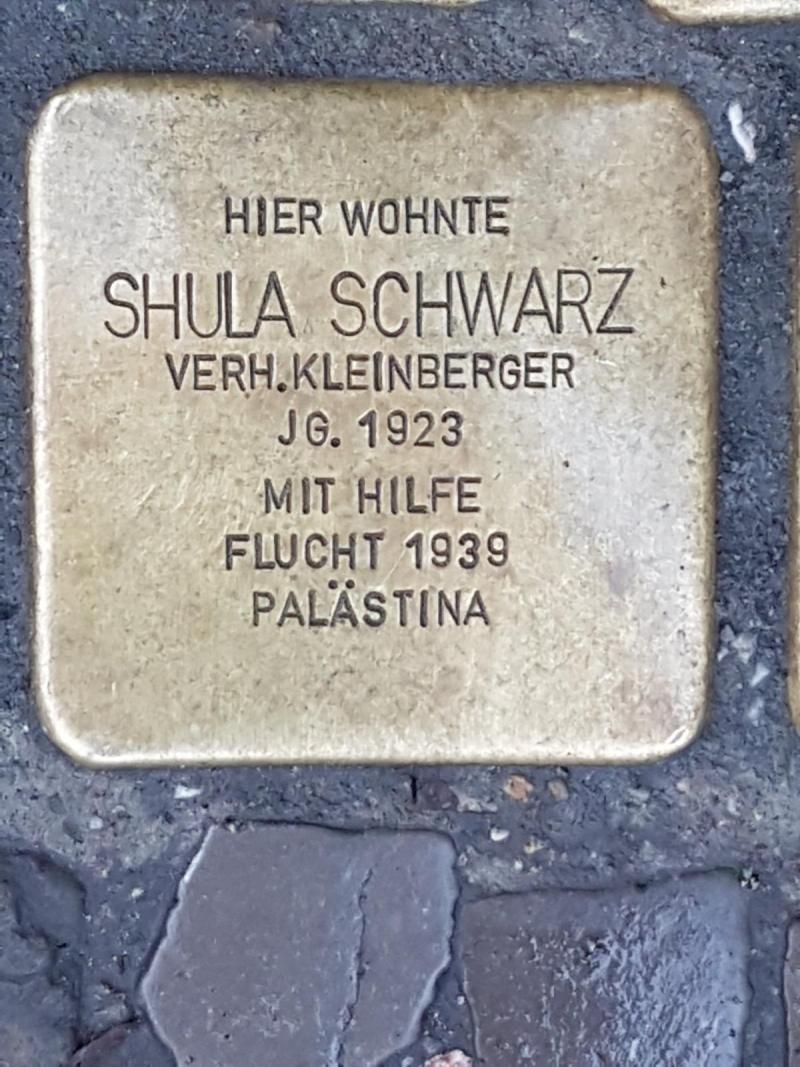 HIER WOHNTE
SHULA SCHWARZ
VERH.KLEINBERGER
JG. 1923
MIT HILFE
FLUCHT 1939
PALÄSTINA